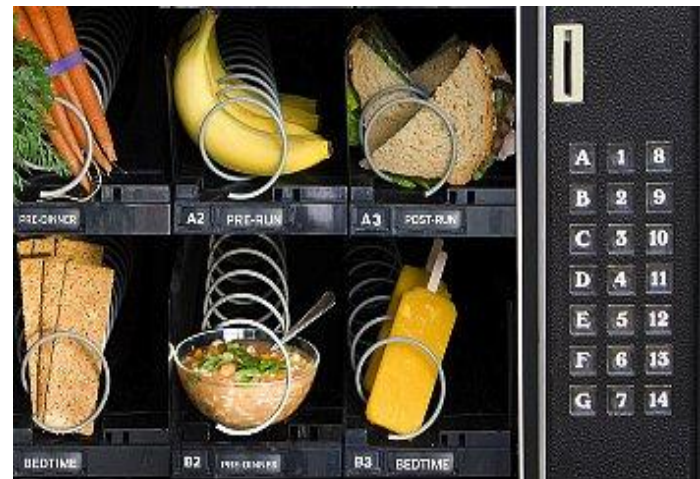 PRE-DINNER
A2 PRE-RUN
A3 POST-RUN
BEDTIME
B2 PRE-DINNER
B3 BEDTIME
A 1 8
B 2 9
C 3 10
D 4 11
E 5 12
F 6 13
G 7 14